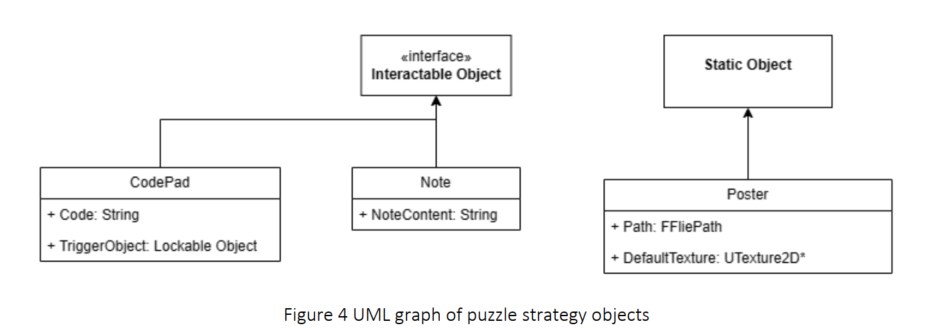 «interface»
Interactable Object
Static Object
CodePad
+ Code: String
+ TriggerObject: Lockable Object
Note
+ NoteContent: String
Poster
+ Path: FFliePath
+ DefaultTexture: UTexture2D*
Figure 4 UML graph of puzzle strategy objects